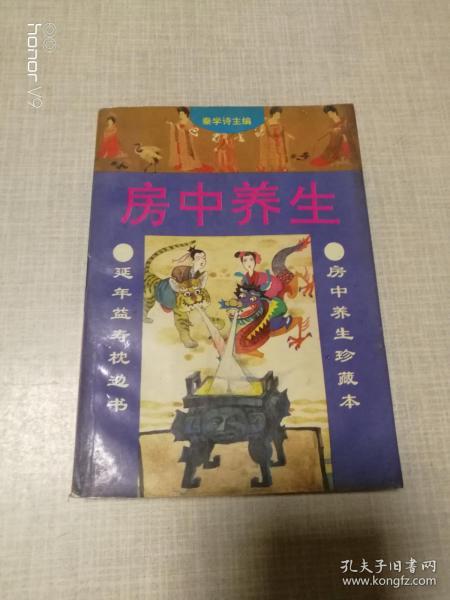 honor V9
秦学诗主编
房中养生
延年益寿枕边书
房中养生珍藏本
孔夫子旧书网
www.kongfz.com